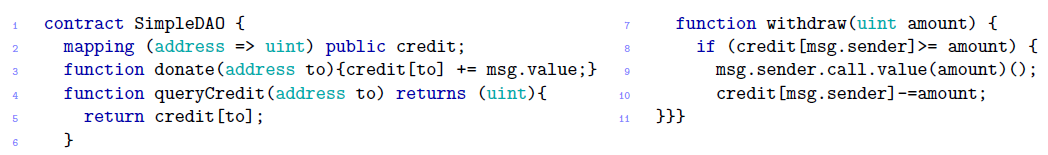 1 contract SimpleDAO {
2 mapping (address => uint) public credit;
3 function donate(address to){credit[to] += msg.value;}
4 function queryCredit(address to) returns (uint){
5 return credit[to];
6 }
7 function withdraw(uint amount) {
8 if (credit[msg.sender]>= amount) {
9 msg.sender.call.value(amount)();
10 credit[msg.sender]-=amount;
11 }}}